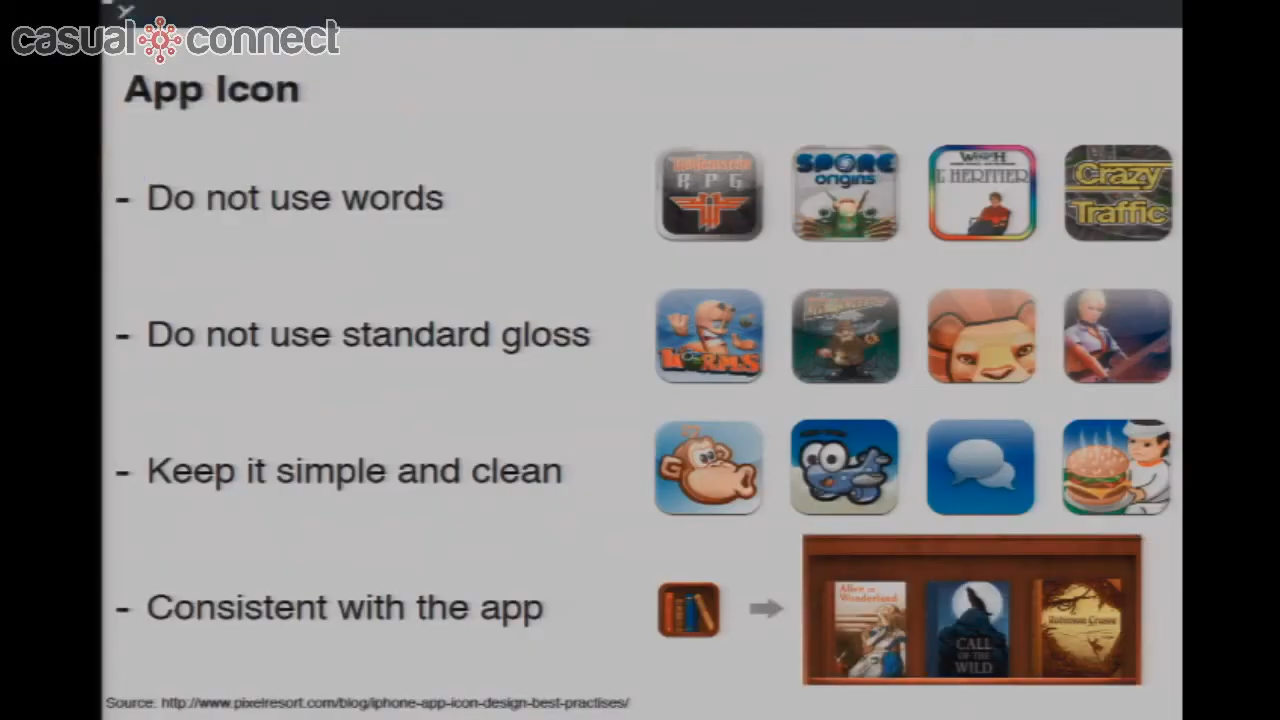 casual connect
App Icon
- Do not use words
RPG
SPORE
origins
Crazy
Traffic
- Do not use standard gloss
WORMS
- Keep it simple and clean
- Consistent with the app
Alice in
Wonderland
CALL
OF THE
WILD
Robinson Crusoe
Source: http://www.pixelresort.com/blog/iphone-app-icon-design-best-practises/